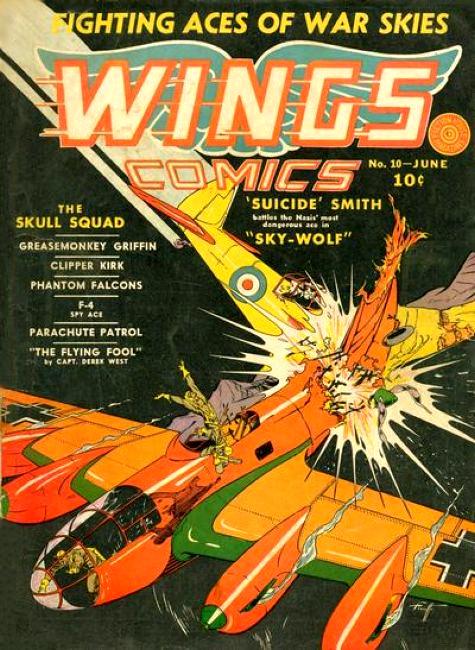 FIGHTING ACES OF WAR SKIES
WINGS
COMICS
No. 10—JUNE
10¢
'SUICIDE' SMITH
battles the Nazis' most
dangerous ace in
"SKY-WOLF"
THE
SKULL SQUAD
GREASEMONKEY GRIFFIN
CLIPPER KIRK
PHANTOM FALCONS
F-4
SPY ACE
PARACHUTE PATROL
"THE FLYING FOOL"
by CAPT. DEREK WEST